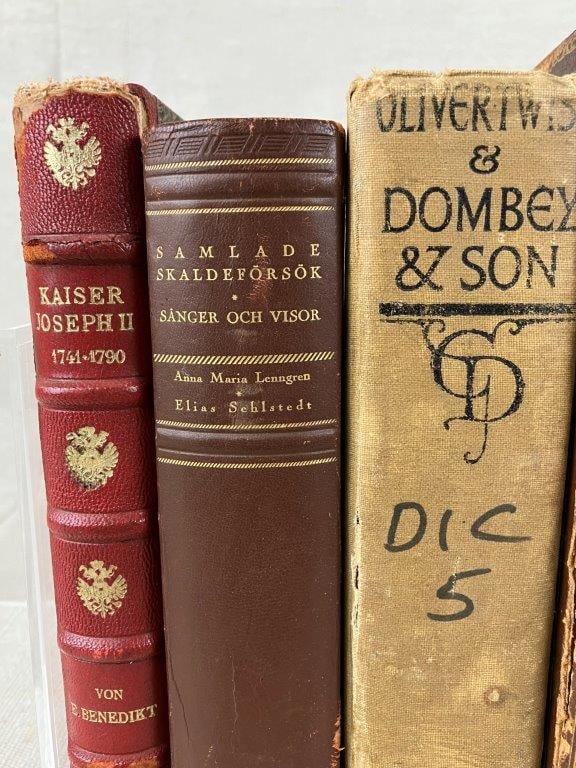 KAISER
JOSEPH II
1741-1790
VON
E. BENEDIKT
SAMLADE
SKALDEFÖRSÖK
*
SÅNGER OCH VISOR
Anna Maria Lenngren
*
Elias Sehlstedt
OLIVER TWIS
&
DOMBEY
& SON
CD
DIC
5